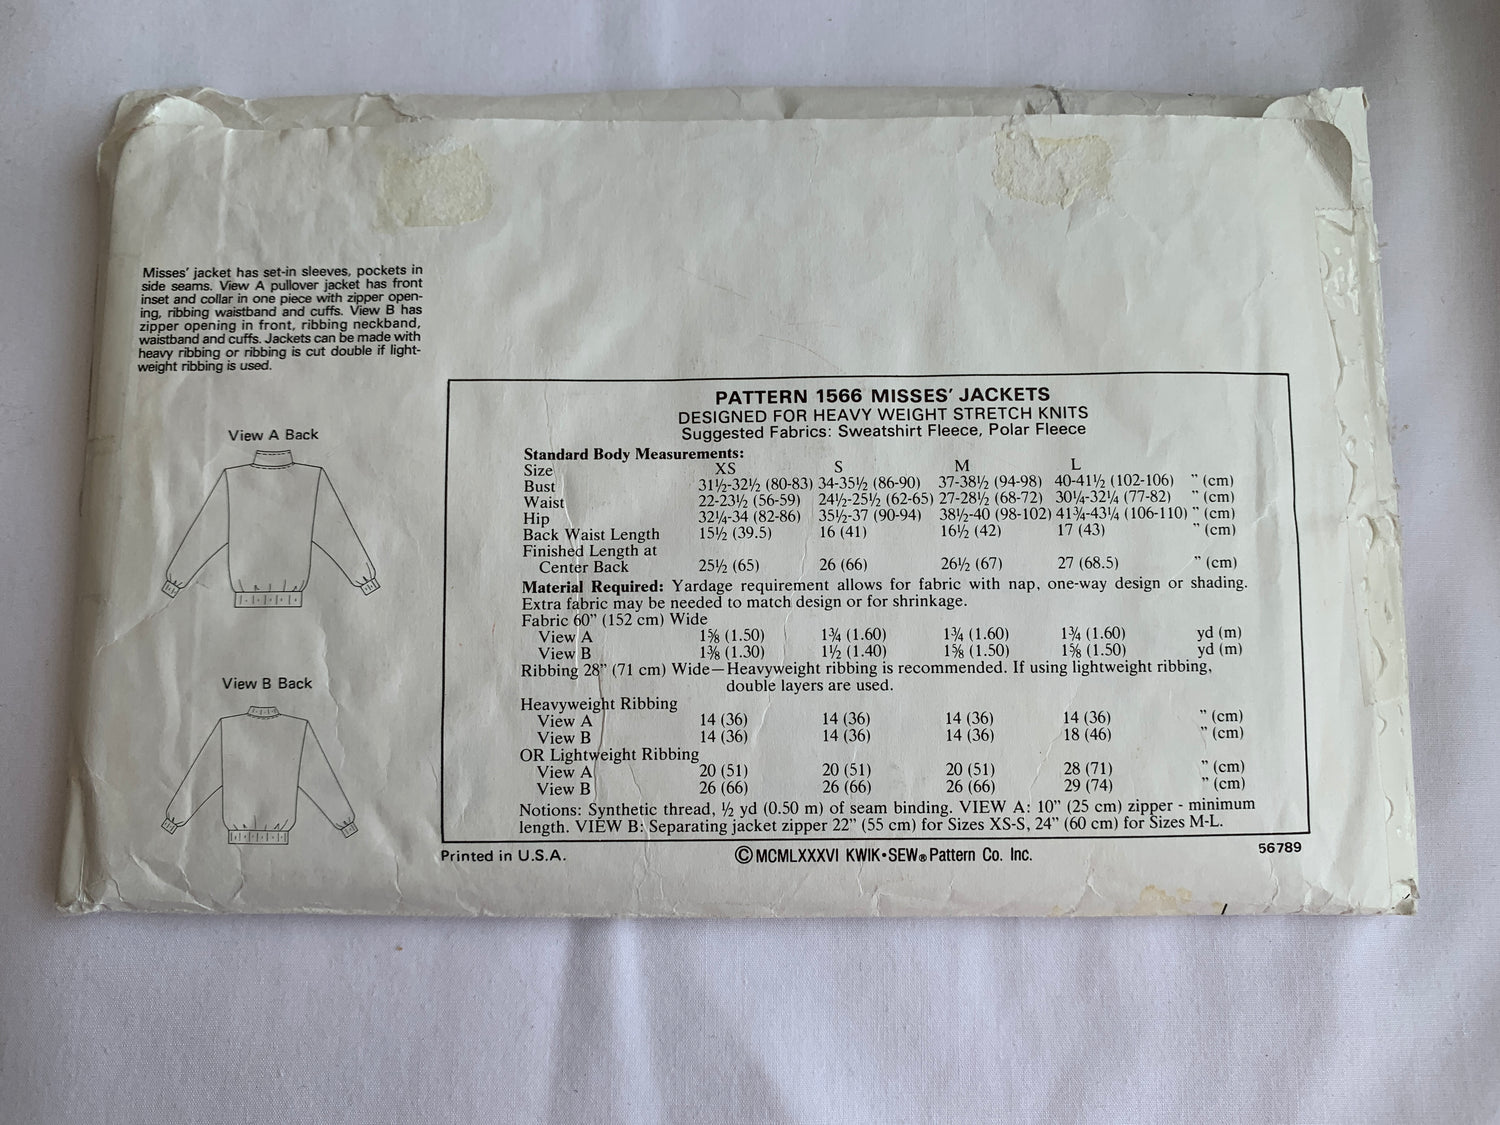 Misses' jacket has set-in sleeves, pockets in
side seams. View A pullover jacket has front
inset and collar in one piece with zipper open-
ing, ribbing waistband and cuffs. View B has
zipper opening in front, ribbing neckband,
waistband and cuffs. Jackets can be made with
heavy ribbing or ribbing is cut double if light-
weight ribbing is used.
View A Back
View B Back
PATTERN 1566 MISSES' JACKETS
DESIGNED FOR HEAVY WEIGHT STRETCH KNITS
Suggested Fabrics: Sweatshirt Fleece, Polar Fleece
Standard Body Measurements:
Size XS S M L
Bust 31½-32½ (80-83) 34-35½ (86-90) 37-38½ (94-98) 40-41½ (102-106) ” (cm)
Waist 22-23½ (56-59) 24½-25½ (62-65) 27-28½ (68-72) 30¼-32¼ (77-82) ” (cm)
Hip 32¼-34 (82-86) 35½-37 (90-94) 38½-40 (98-102) 41¾-43¼ (106-110) ” (cm)
Back Waist Length 15½ (39.5) 16 (41) 16½ (42) 17 (43) ” (cm)
Finished Length at
Center Back 25½ (65) 26 (66) 26½ (67) 27 (68.5) ” (cm)
Material Required: Yardage requirement allows for fabric with nap, one-way design or shading.
Extra fabric may be needed to match design or for shrinkage.
Fabric 60” (152 cm) Wide
View A 1⅝ (1.50) 1¾ (1.60) 1¾ (1.60) 1¾ (1.60) yd (m)
View B 1⅜ (1.30) 1½ (1.40) 1⅝ (1.50) 1⅝ (1.50) yd (m)
Ribbing 28” (71 cm) Wide—Heavyweight ribbing is recommended. If using lightweight ribbing,
double layers are used.
Heavyweight Ribbing
View A 14 (36) 14 (36) 14 (36) 14 (36) ” (cm)
View B 14 (36) 14 (36) 14 (36) 18 (46) ” (cm)
OR Lightweight Ribbing
View A 20 (51) 20 (51) 20 (51) 28 (71) ” (cm)
View B 26 (66) 26 (66) 26 (66) 29 (74) ” (cm)
Notions: Synthetic thread, ½ yd (0.50 m) of seam binding. VIEW A: 10” (25 cm) zipper - minimum
length. VIEW B: Separating jacket zipper 22” (55 cm) for Sizes XS-S, 24” (60 cm) for Sizes M-L.
Printed in U.S.A. © MCMLXXXVI KWIK•SEW® Pattern Co. Inc. 56789